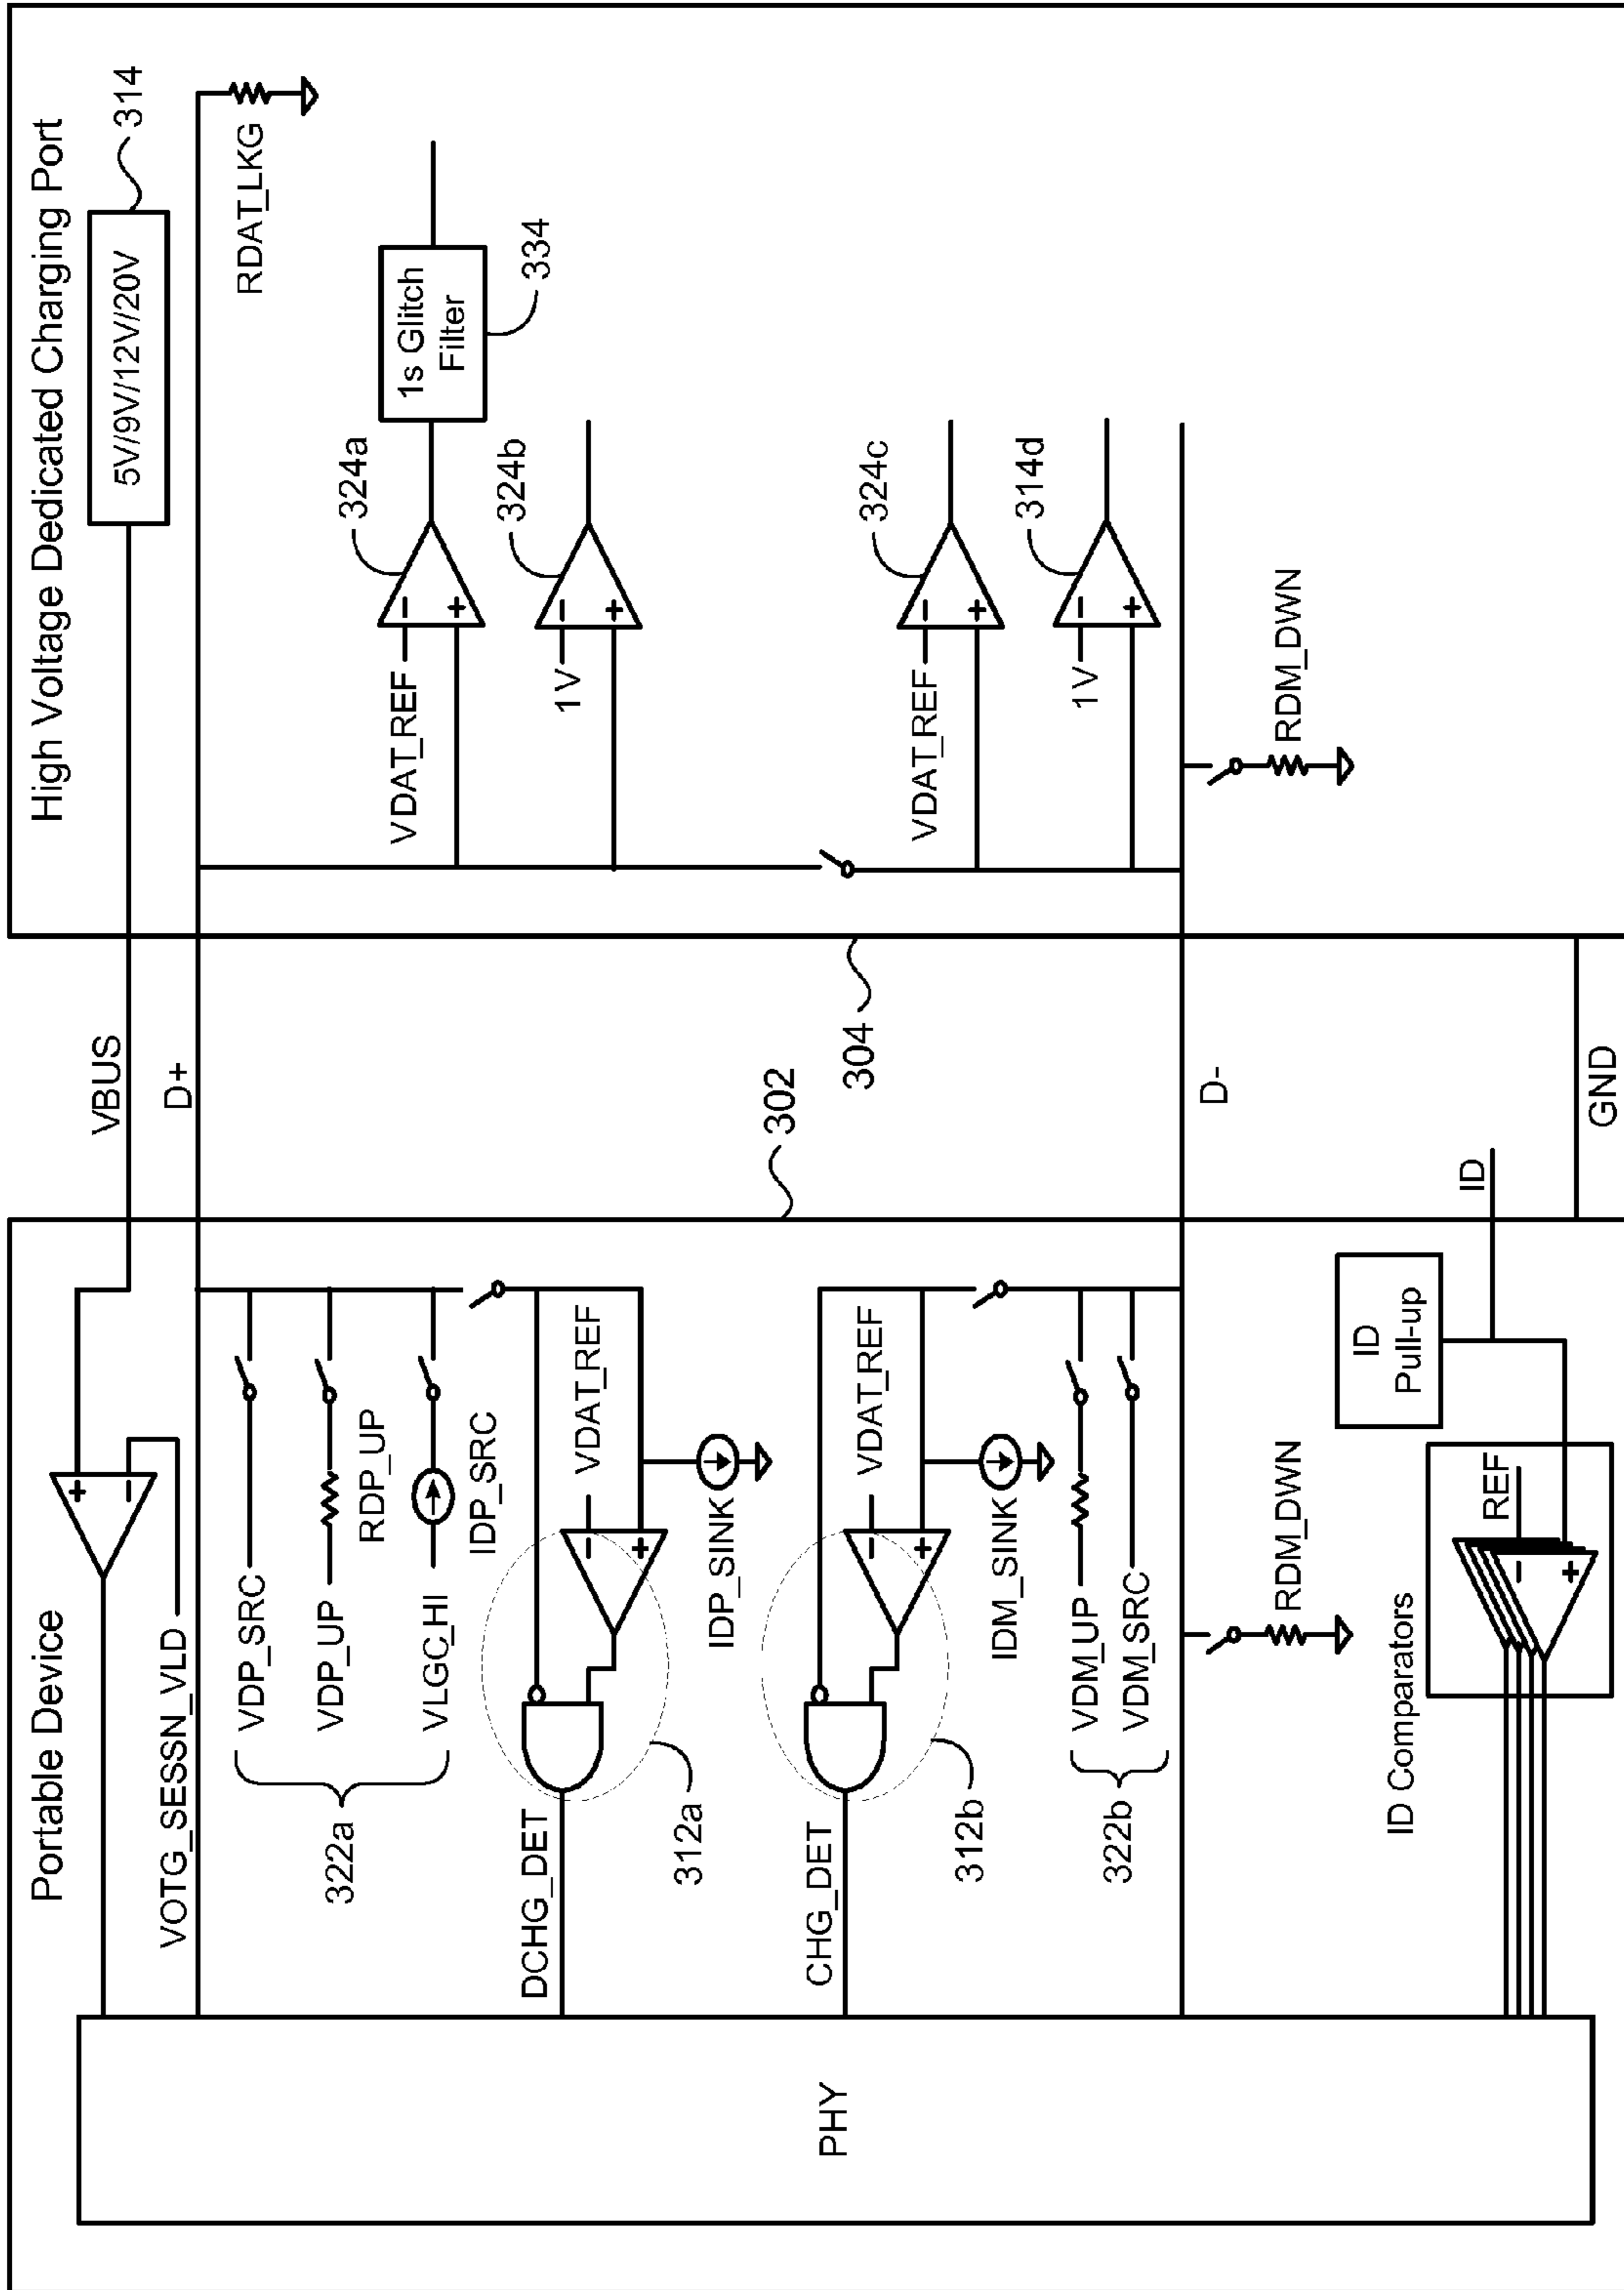 Portable Device
VOTG_SESSN_VLD
VDP_SRC
VDP_UP
RDP_UP
VLGC_HI
IDP_SRC
322a
DCHG_DET
VDAT_REF
IDP_SINK
312a
CHG_DET
VDAT_REF
IDM_SINK
312b
VDM_UP
VDM_SRC
322b
RDM_DWN
PHY
ID Comparators
REF
ID
Pull-up
ID
302
VBUS
D+
D-
GND
304
High Voltage Dedicated Charging Port
5V/9V/12V/20V
314
RDAT_LKG
324a
VDAT_REF
1s Glitch
Filter
334
324b
1V
324c
VDAT_REF
314d
1V
RDM_DWN
+
−
−
+
−
+
−
+
−
+
−
+
−
+
−
+